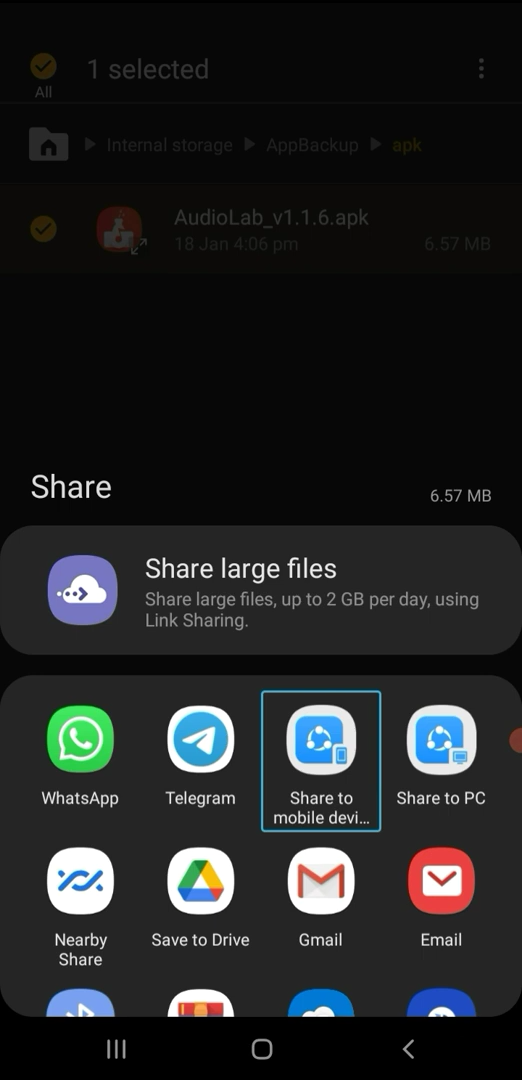 1 selected
All
Internal storage AppBackup apk
AudioLab_v1.1.6.apk
18 Jan 4:06 pm 6.57 MB
Share
6.57 MB
Share large files
Share large files, up to 2 GB per day, using
Link Sharing.
WhatsApp Telegram Share to Share to PC
mobile devi...
Nearby Save to Drive Gmail Email
Share